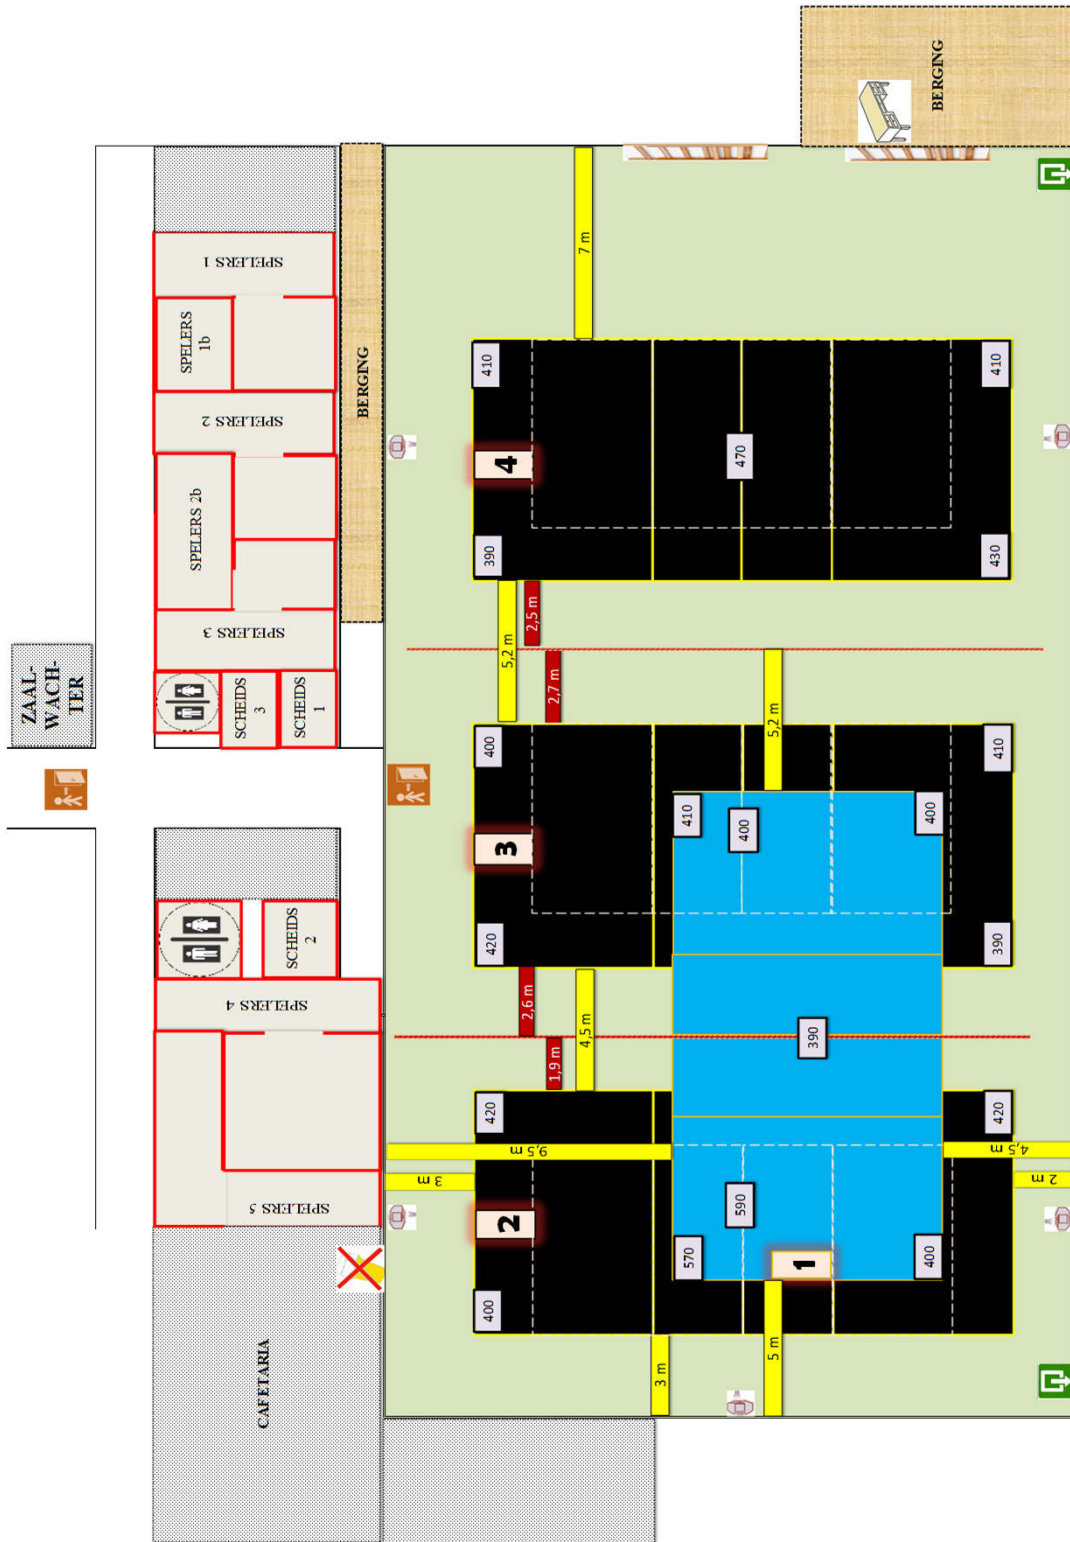 BERGING
SPELERS 1
SPELERS
1b
SPELERS 2
SPELERS 2b
SPELERS 3
BERGING
ZAAL-
WACH-
TER
SCHEIDS
3
SCHEIDS
1
SCHEIDS
2
SPELERS 4
SPELERS 5
CAFETARIA
7 m
410
410
4
470
390
430
2,5 m
5,2 m
2,7 m
5,2 m
400
410
3
410
400
400
420
390
2,6 m
4,5 m
1,9 m
390
420
420
9,5 m
4,5 m
3 m
2 m
2
590
570
1
400
400
3 m
5 m